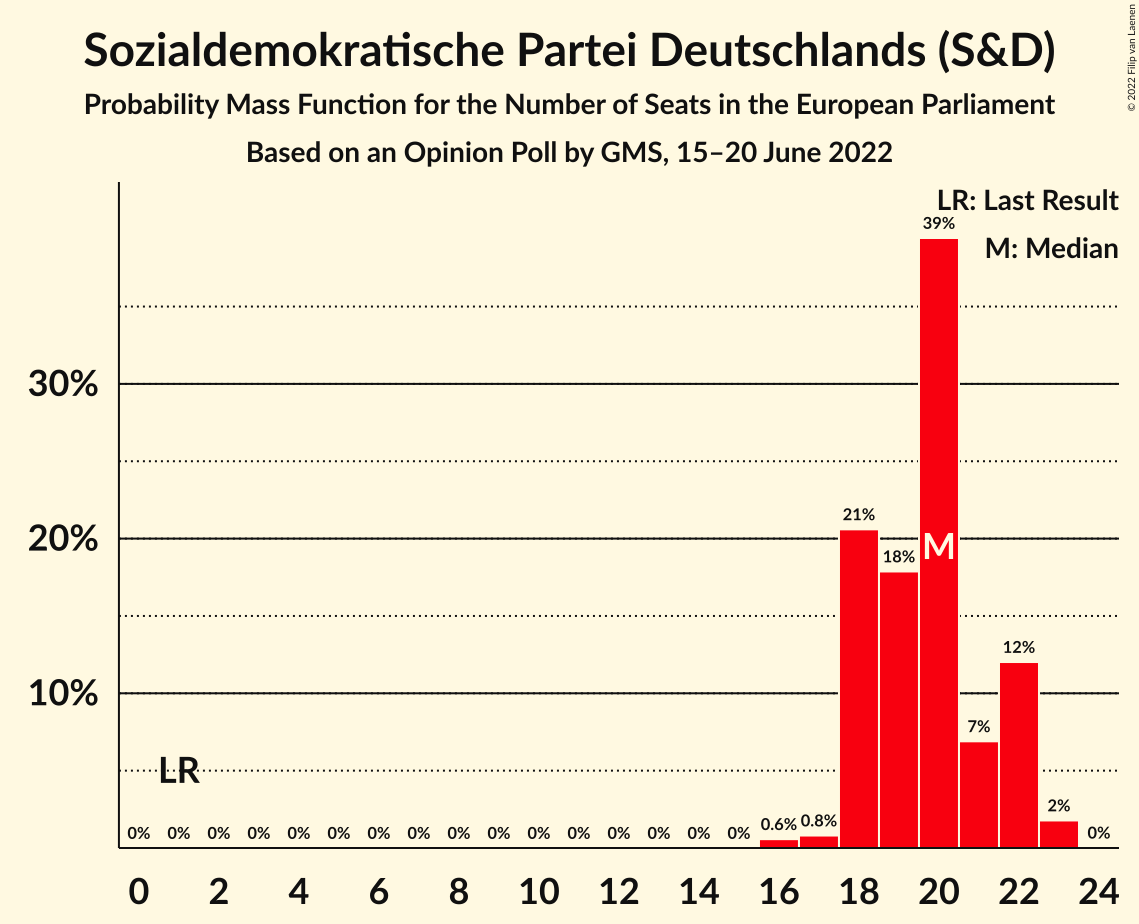 Sozialdemokratische Partei Deutschlands (S&D)
Probability Mass Function for the Number of Seats in the European Parliament
Based on an Opinion Poll by GMS, 15–20 June 2022
© 2022 Filip van Laenen
LR: Last Result
39%
M: Median
30%
21%
20%
M
18%
12%
10%
7%
LR
2%
0% 0% 0% 0% 0% 0% 0% 0% 0% 0% 0% 0% 0% 0% 0% 0% 0.6% 0.8% 0%
0 2 4 6 8 10 12 14 16 18 20 22 24